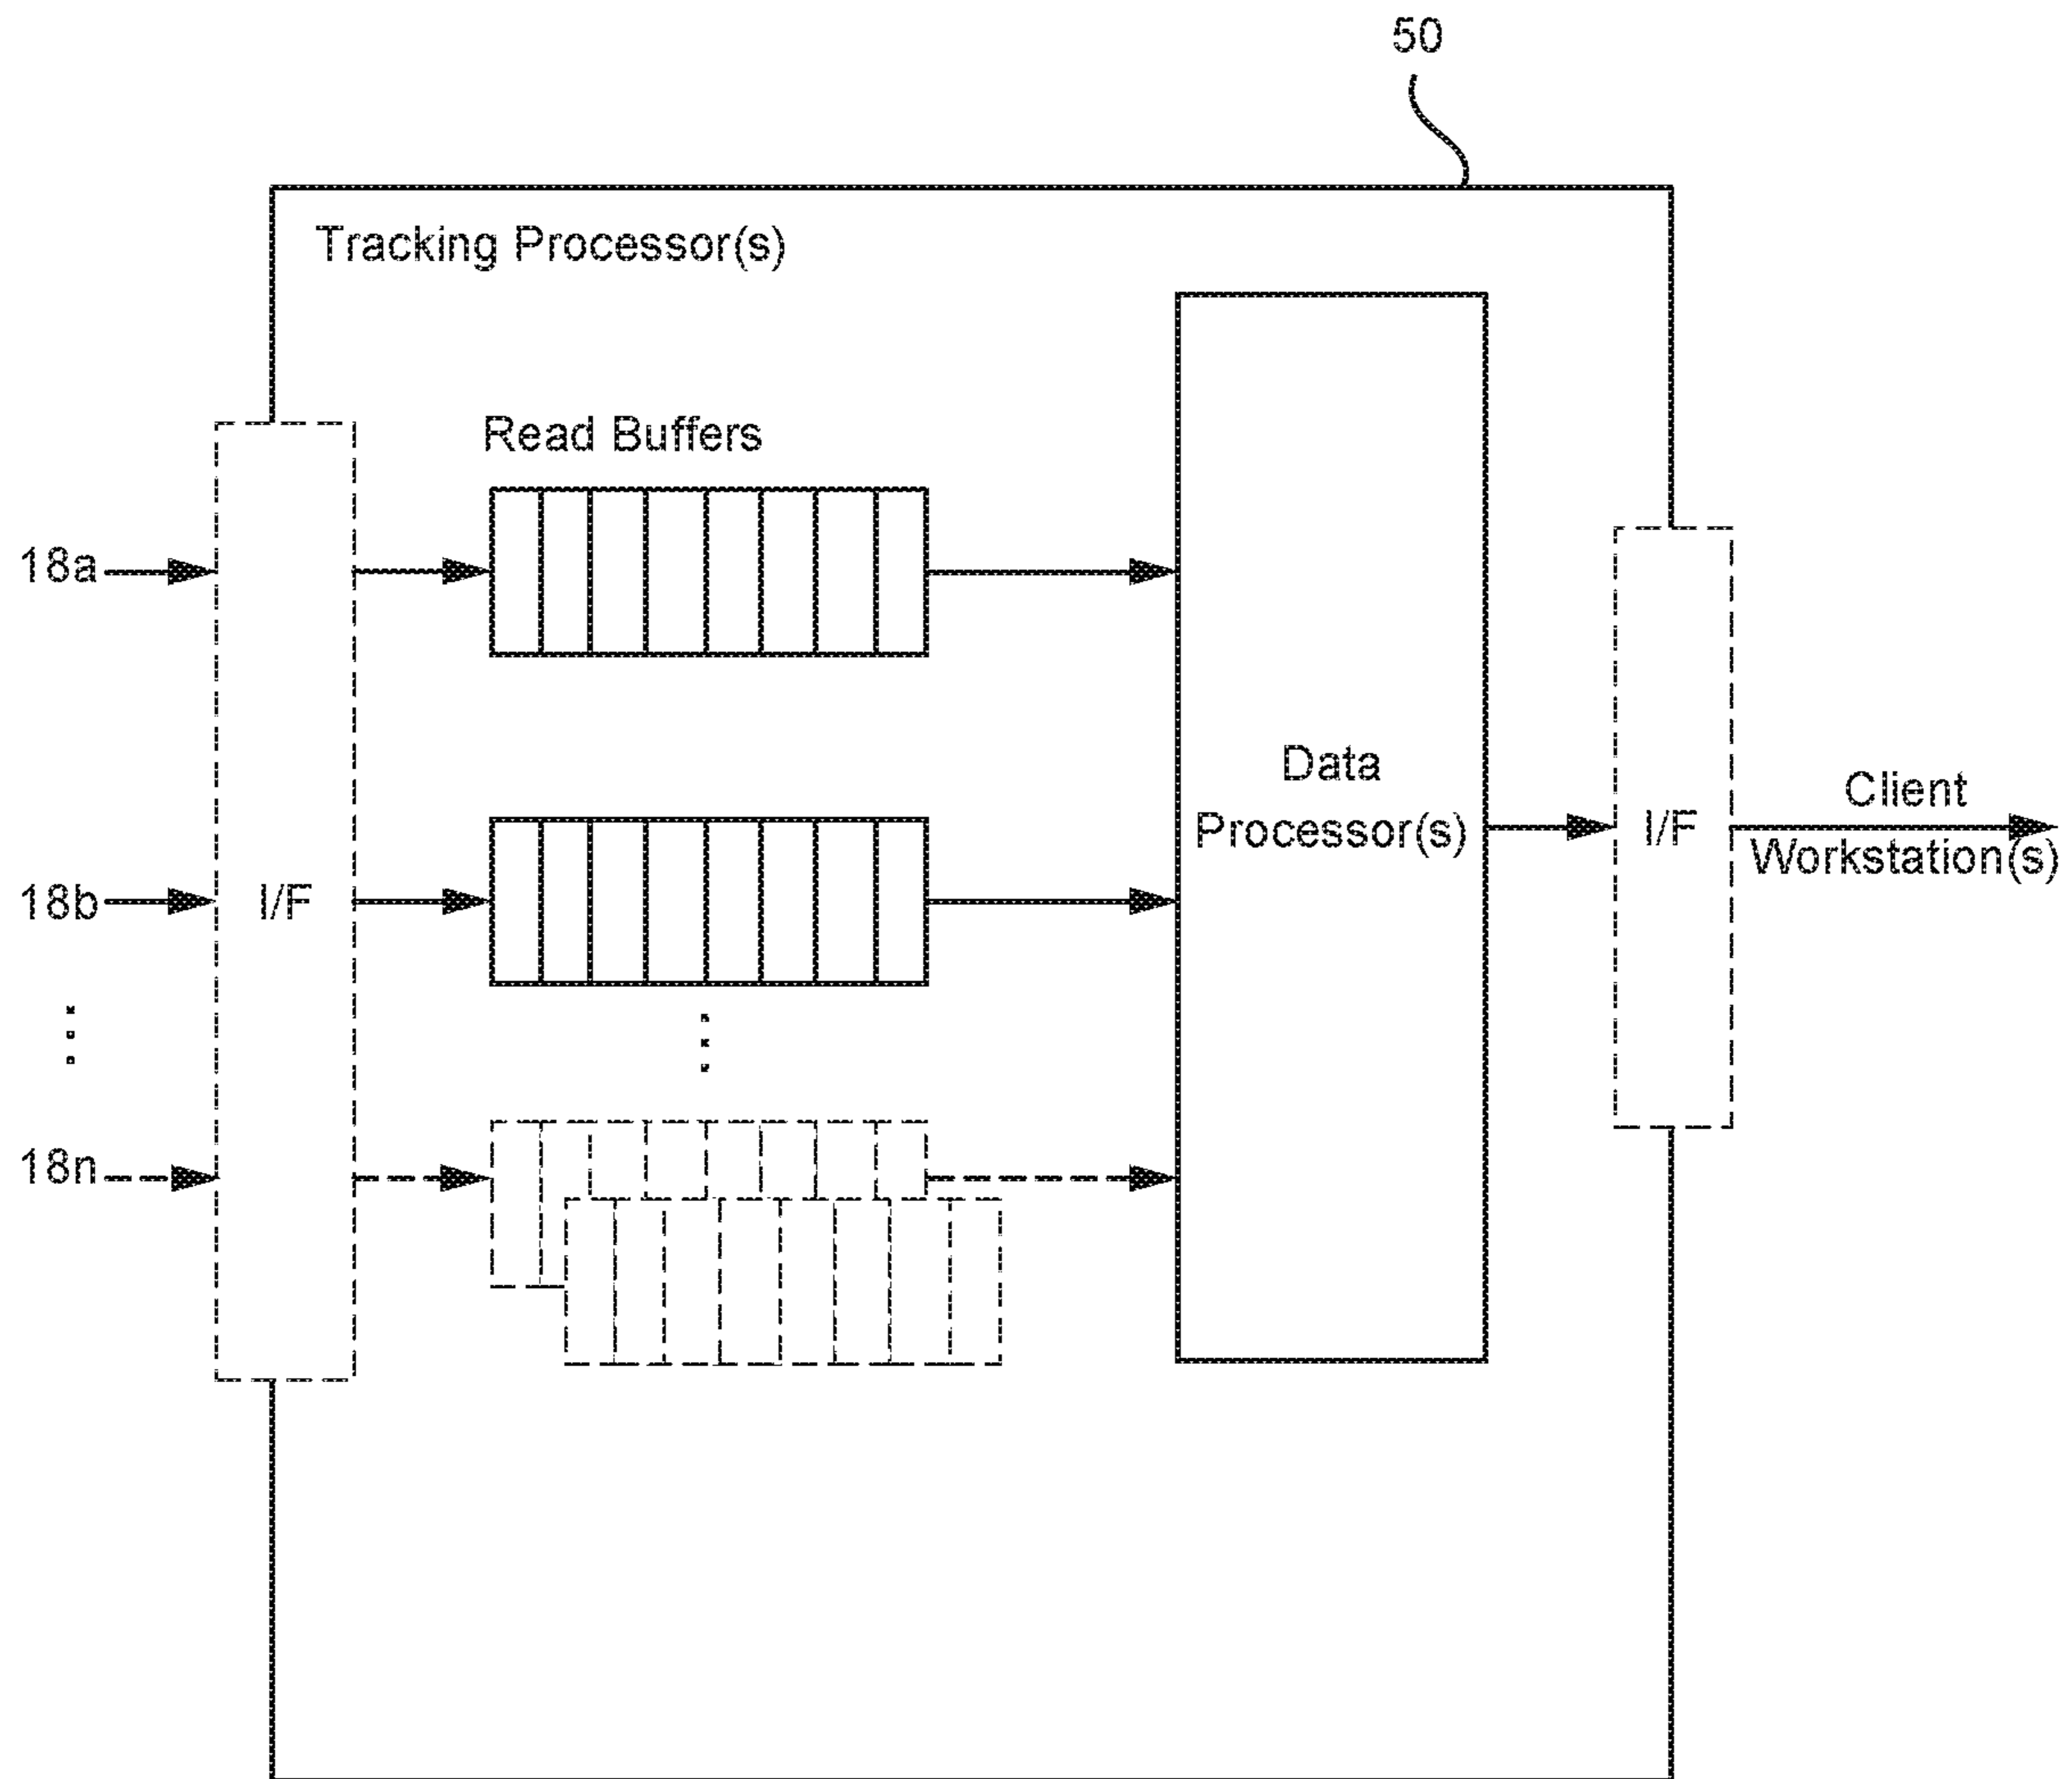 50
Tracking Processor(s)
Read Buffers
18a
Data
Processor(s)
Client
Workstation(s)
I/F
18b
I/F
18n